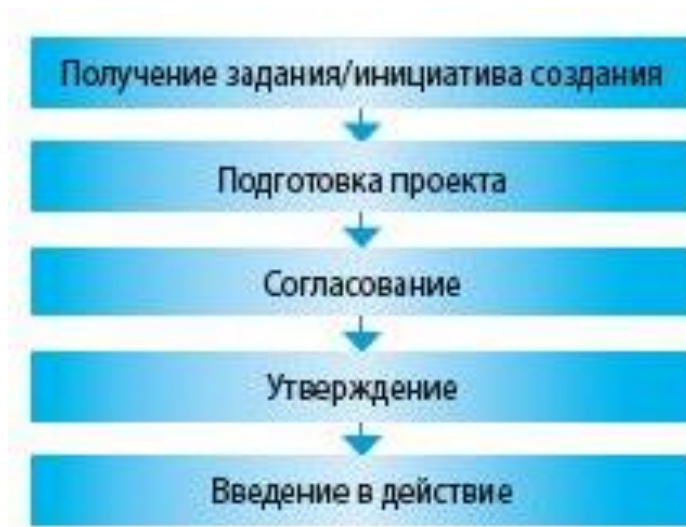 Получение задания/инициатива создания
Подготовка проекта
Согласование
Утверждение
Введение в действие